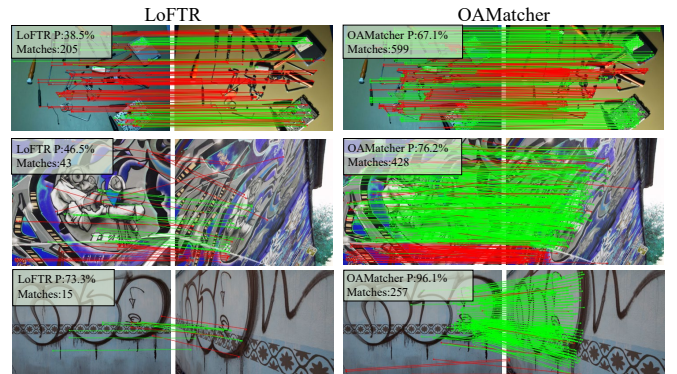 LoFTR
OAMatcher
LoFTR P:38.5%
Matches:205
OAMatcher P:67.1%
Matches:599
LoFTR P:46.5%
Matches:43
OAMatcher P:76.2%
Matches:428
LoFTR P:73.3%
Matches:15
OAMatcher P:96.1%
Matches:257